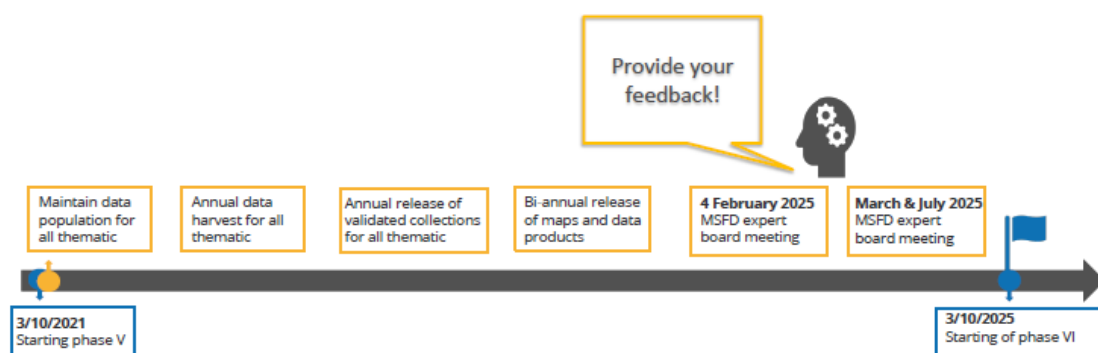 Provide your
feedback!
Maintain data
population for
all thematic
Annual data
harvest for all
thematic
Annual release of
validated collections
for all thematic
Bi-annual release
of maps and data
products
4 February 2025
MSFD expert
board meeting
March & July 2025
MSFD expert
board meeting
3/10/2021
Starting phase V
3/10/2025
Starting of phase VI